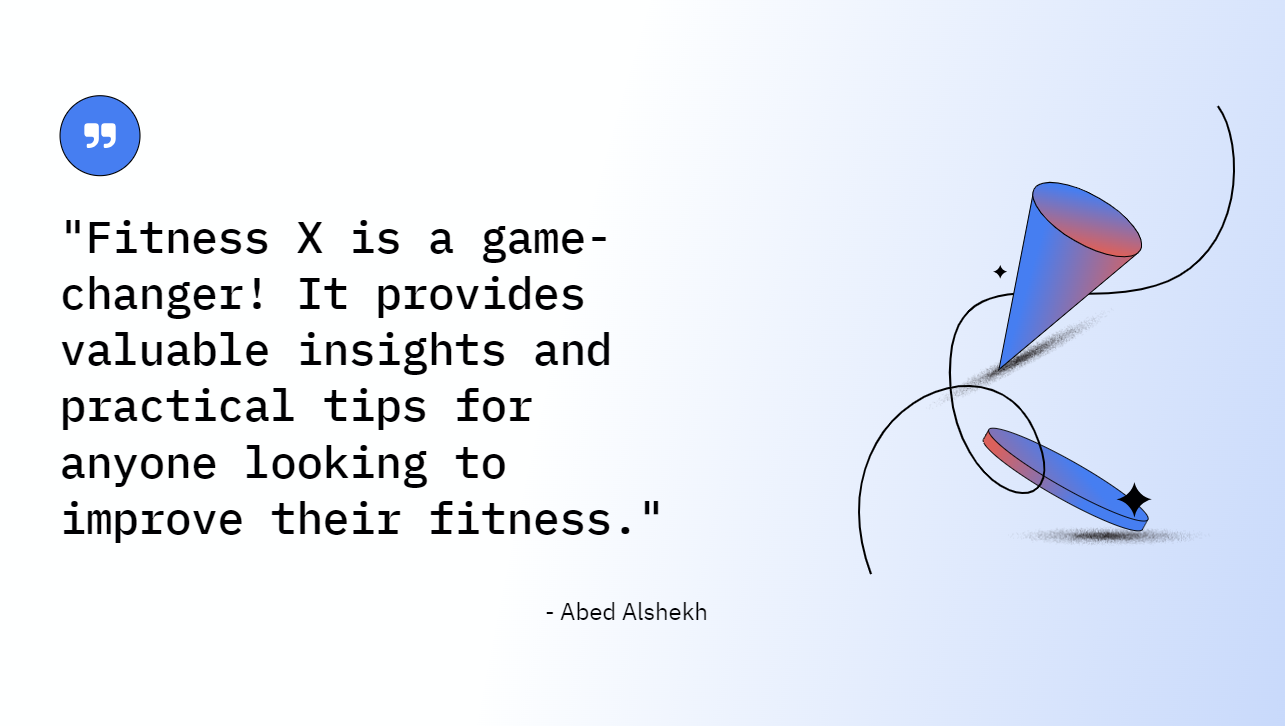 "Fitness X is a game-
changer! It provides
valuable insights and
practical tips for
anyone looking to
improve their fitness."
- Abed Alshekh